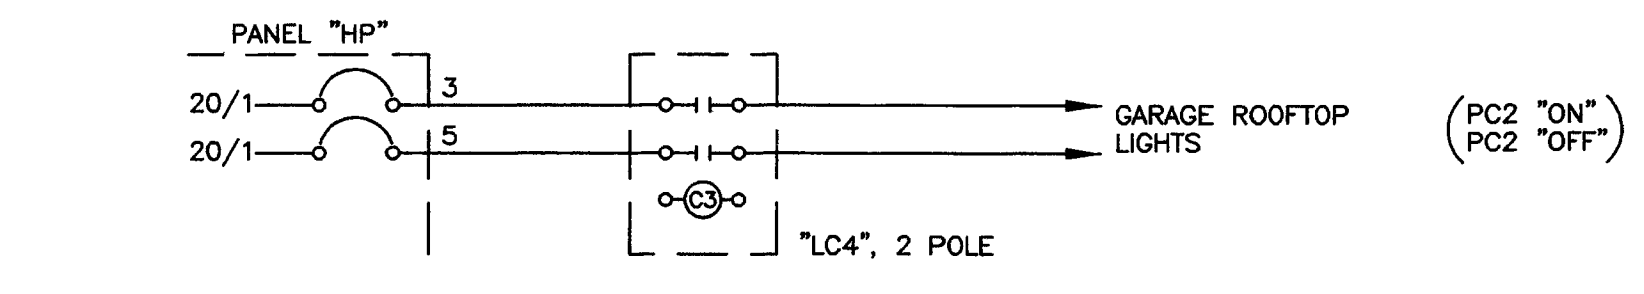 PANEL "HP"
20/1
3
20/1
5
C3
"LC4", 2 POLE
GARAGE ROOFTOP
LIGHTS
(PC2 "ON"
PC2 "OFF")